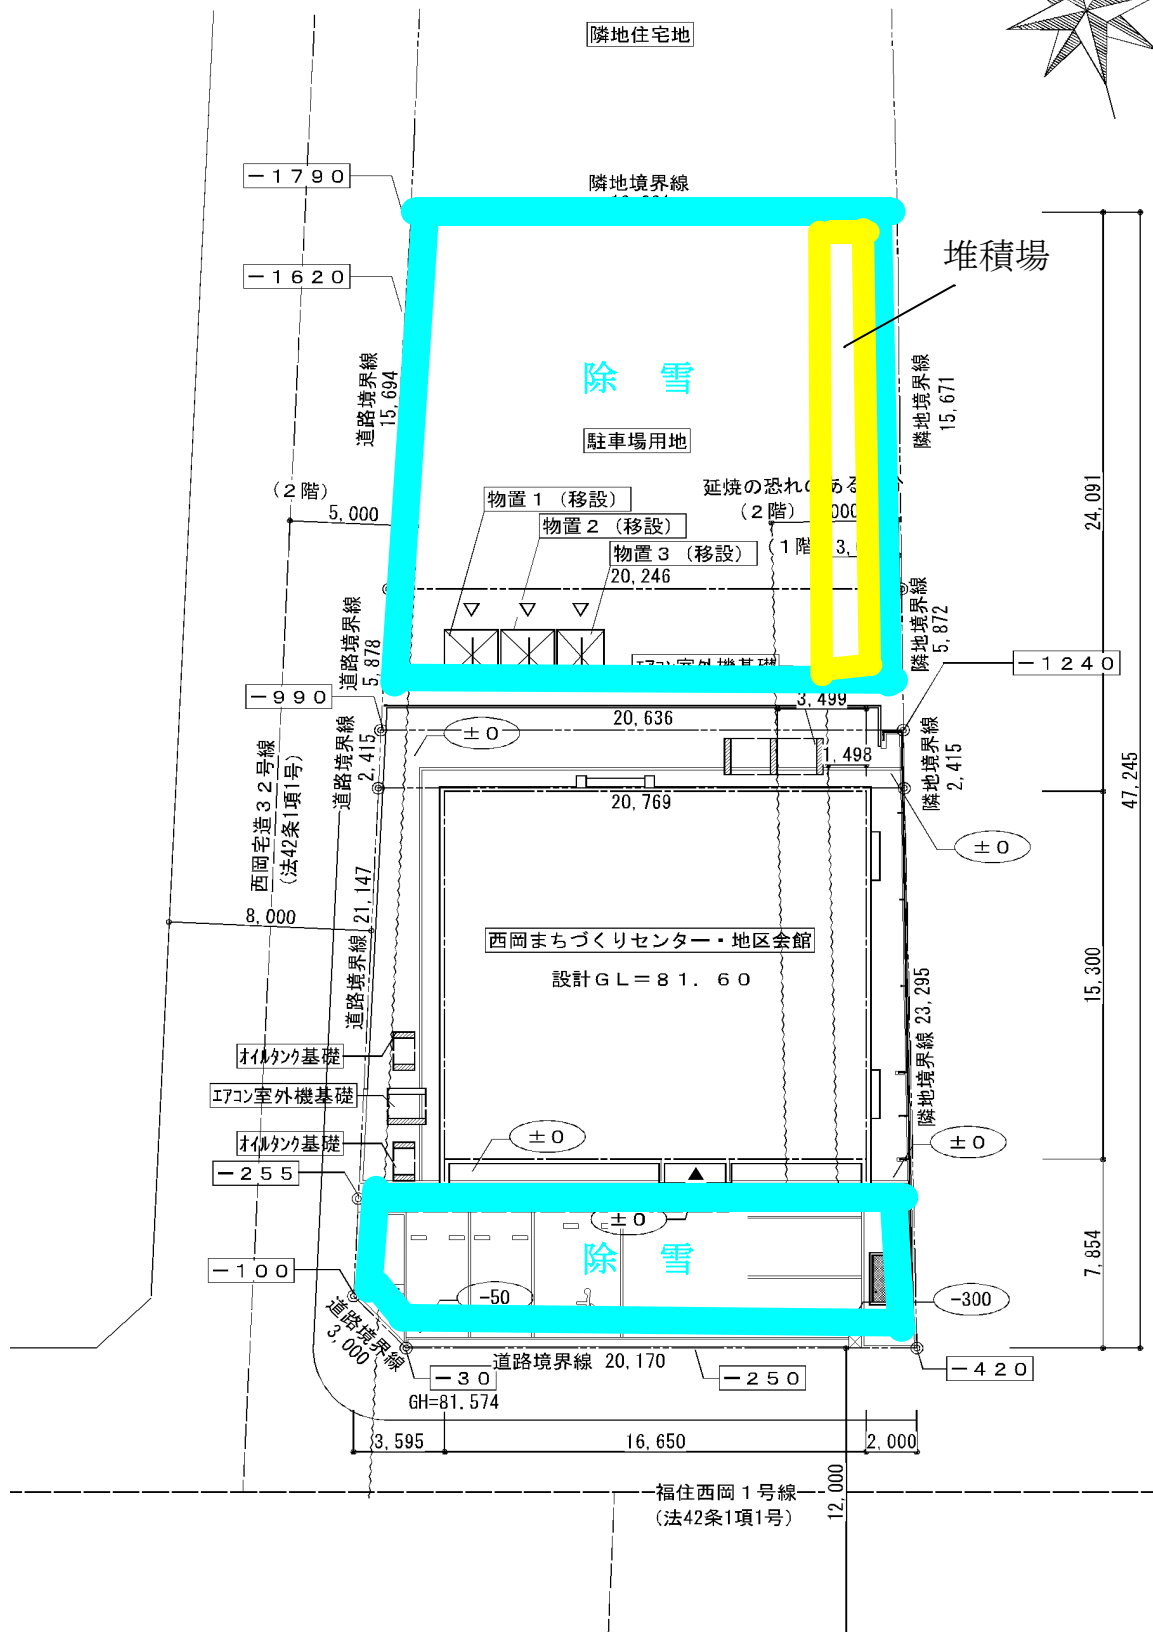 隣地住宅地
－１７９０
隣地境界線
堆積場
－１６２０
除　雪
道路境界線
15,694
隣地境界線
15,671
駐車場用地
24,091
（２階）
5,000
物置１（移設）
延焼の恐れのある
（２階）
物置２（移設）
物置３（移設）
20,246
道路境界線
5,878
隣地境界線
5,872
－１２４０
エアコン室外機基礎
－９９０
20,636
3,499
±０
1,498
道路境界線
2,415
隣地境界線
2,415
47,245
西岡宅造３２号線
（法42条1項1号）
20,769
±０
21,147
道路境界線
8,000
西岡まちづくりセンター・地区会館
設計ＧＬ＝８１．６０
15,300
隣地境界線 23,295
オイルタンク基礎
エアコン室外機基礎
オイルタンク基礎
±０
±０
－２５５
±０
除　雪
7,854
－１００
-50
-300
道路境界線
3,000
道路境界線 20,170
－３０
－２５０
－４２０
GH=81.574
3,595
16,650
2,000
12,000
福住西岡１号線
（法42条1項1号）